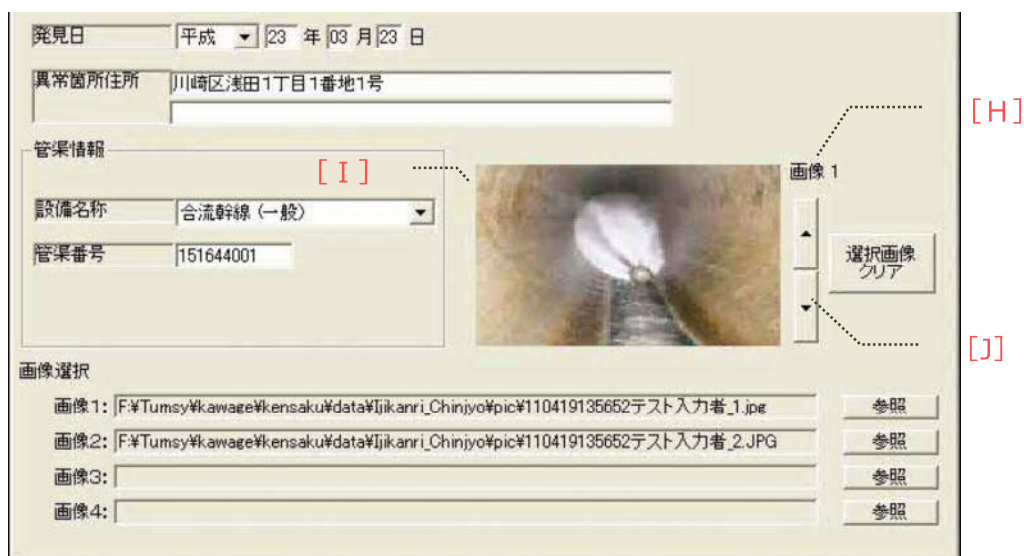 発見日 平成 23 年 03 月 23 日
異常箇所住所 川崎区浅田1丁目1番地1号
[H]
管渠情報
[I]
画像 1
設備名称 合流幹線(一般)
管渠番号 151644001
選択画像
クリア
[J]
画像選択
画像1: F:¥Tumsy¥kawage¥kensaku¥data¥Ijikanri_Chinjyo¥pic¥110419135652テスト入力者_1.jpg 参照
画像2: F:¥Tumsy¥kawage¥kensaku¥data¥Ijikanri_Chinjyo¥pic¥110419135652テスト入力者_2.JPG 参照
画像3: 参照
画像4: 参照